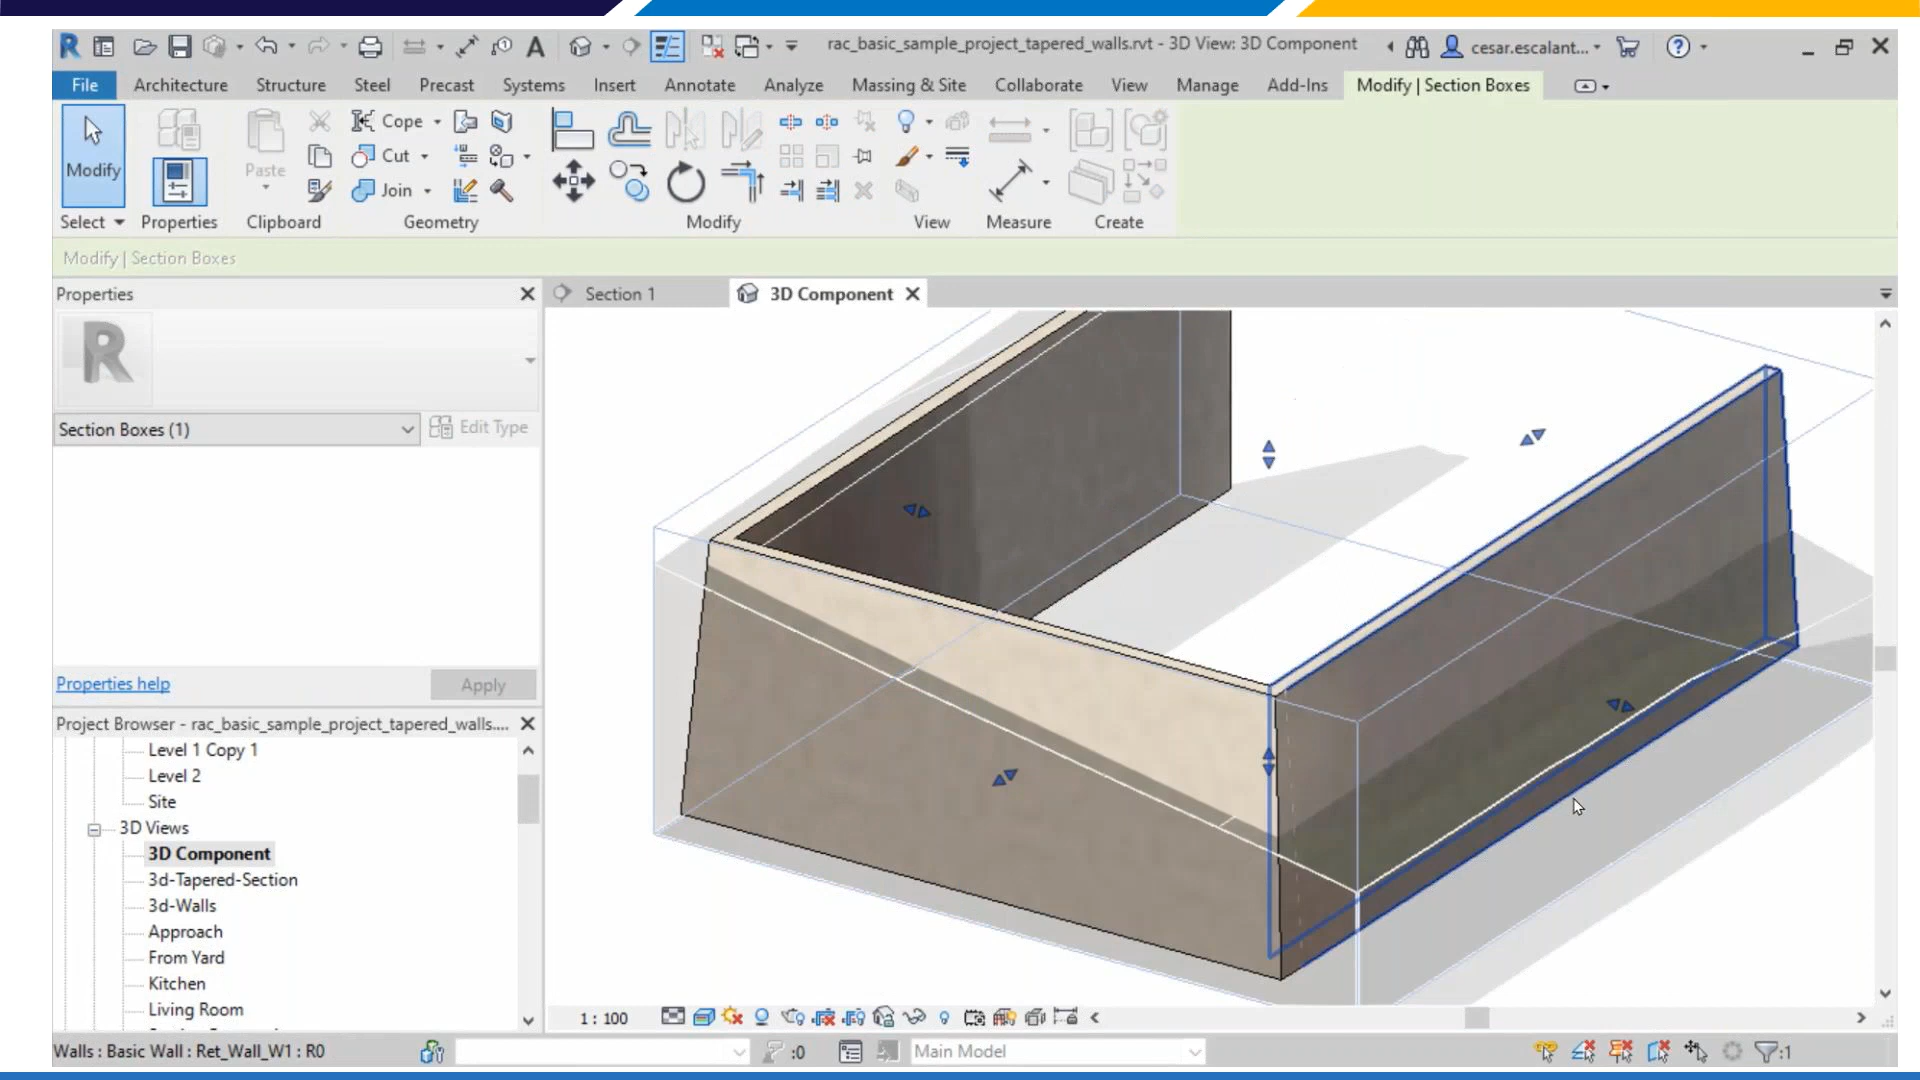 rac_basic_sample_project_tapered_walls.rvt - 3D View: 3D Component
cesar.escalant...
File Architecture Structure Steel Precast Systems Insert Annotate Analyze Massing & Site Collaborate View Manage Add-Ins Modify | Section Boxes
Modify
Paste
Cope
Cut
Join
Select Properties Clipboard Geometry Modify View Measure Create
Modify | Section Boxes
Properties
Section 1
3D Component
R
Section Boxes (1)
Edit Type
Properties help
Apply
Project Browser - rac_basic_sample_project_tapered_walls....
Level 1 Copy 1
Level 2
Site
3D Views
3D Component
3d-Tapered-Section
3d-Walls
Approach
From Yard
Kitchen
Living Room
1 : 100
Walls : Basic Wall : Ret_Wall_W1 : R0
:0
Main Model
:1